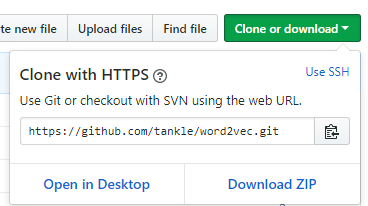 te new file Upload files Find file Clone or download
Clone with HTTPS ?
Use SSH
Use Git or checkout with SVN using the web URL.
https://github.com/tankle/word2vec.git
Open in Desktop Download ZIP